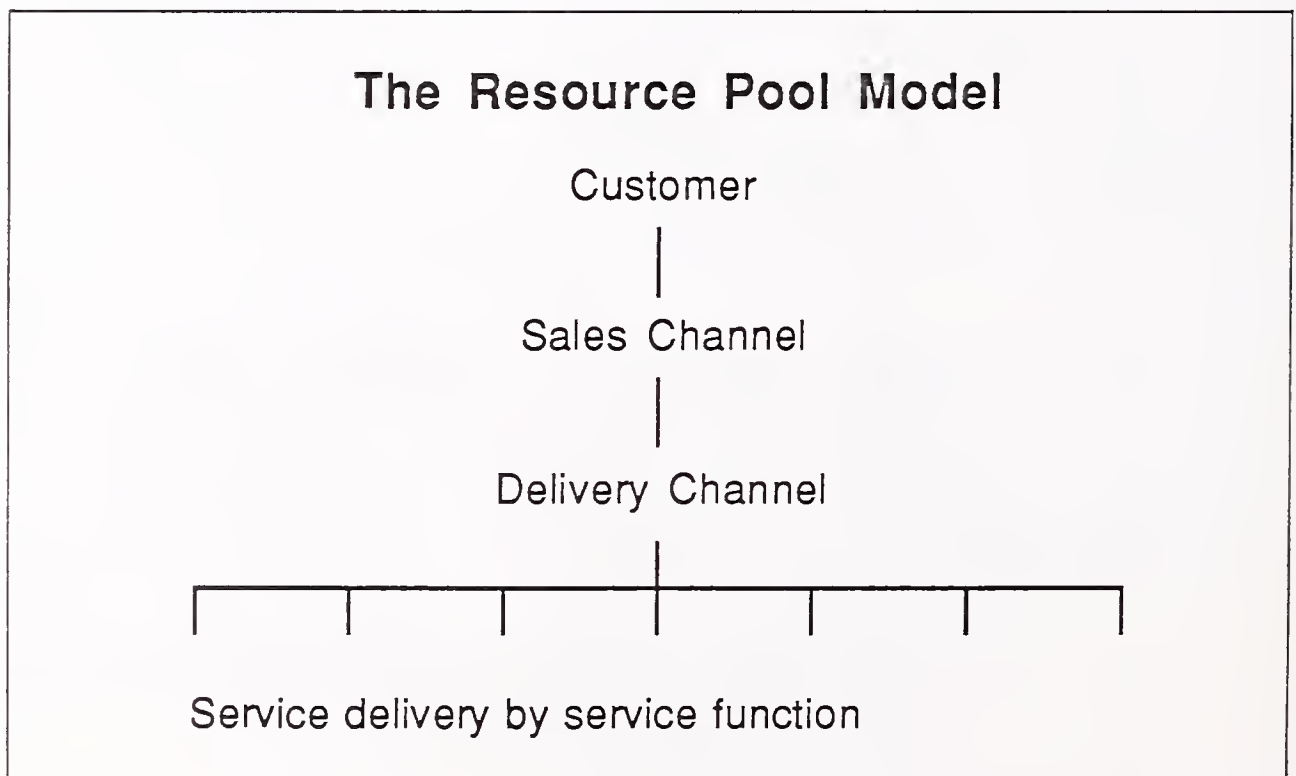 The Resource Pool Model
Customer
Sales Channel
Delivery Channel
Service delivery by service function